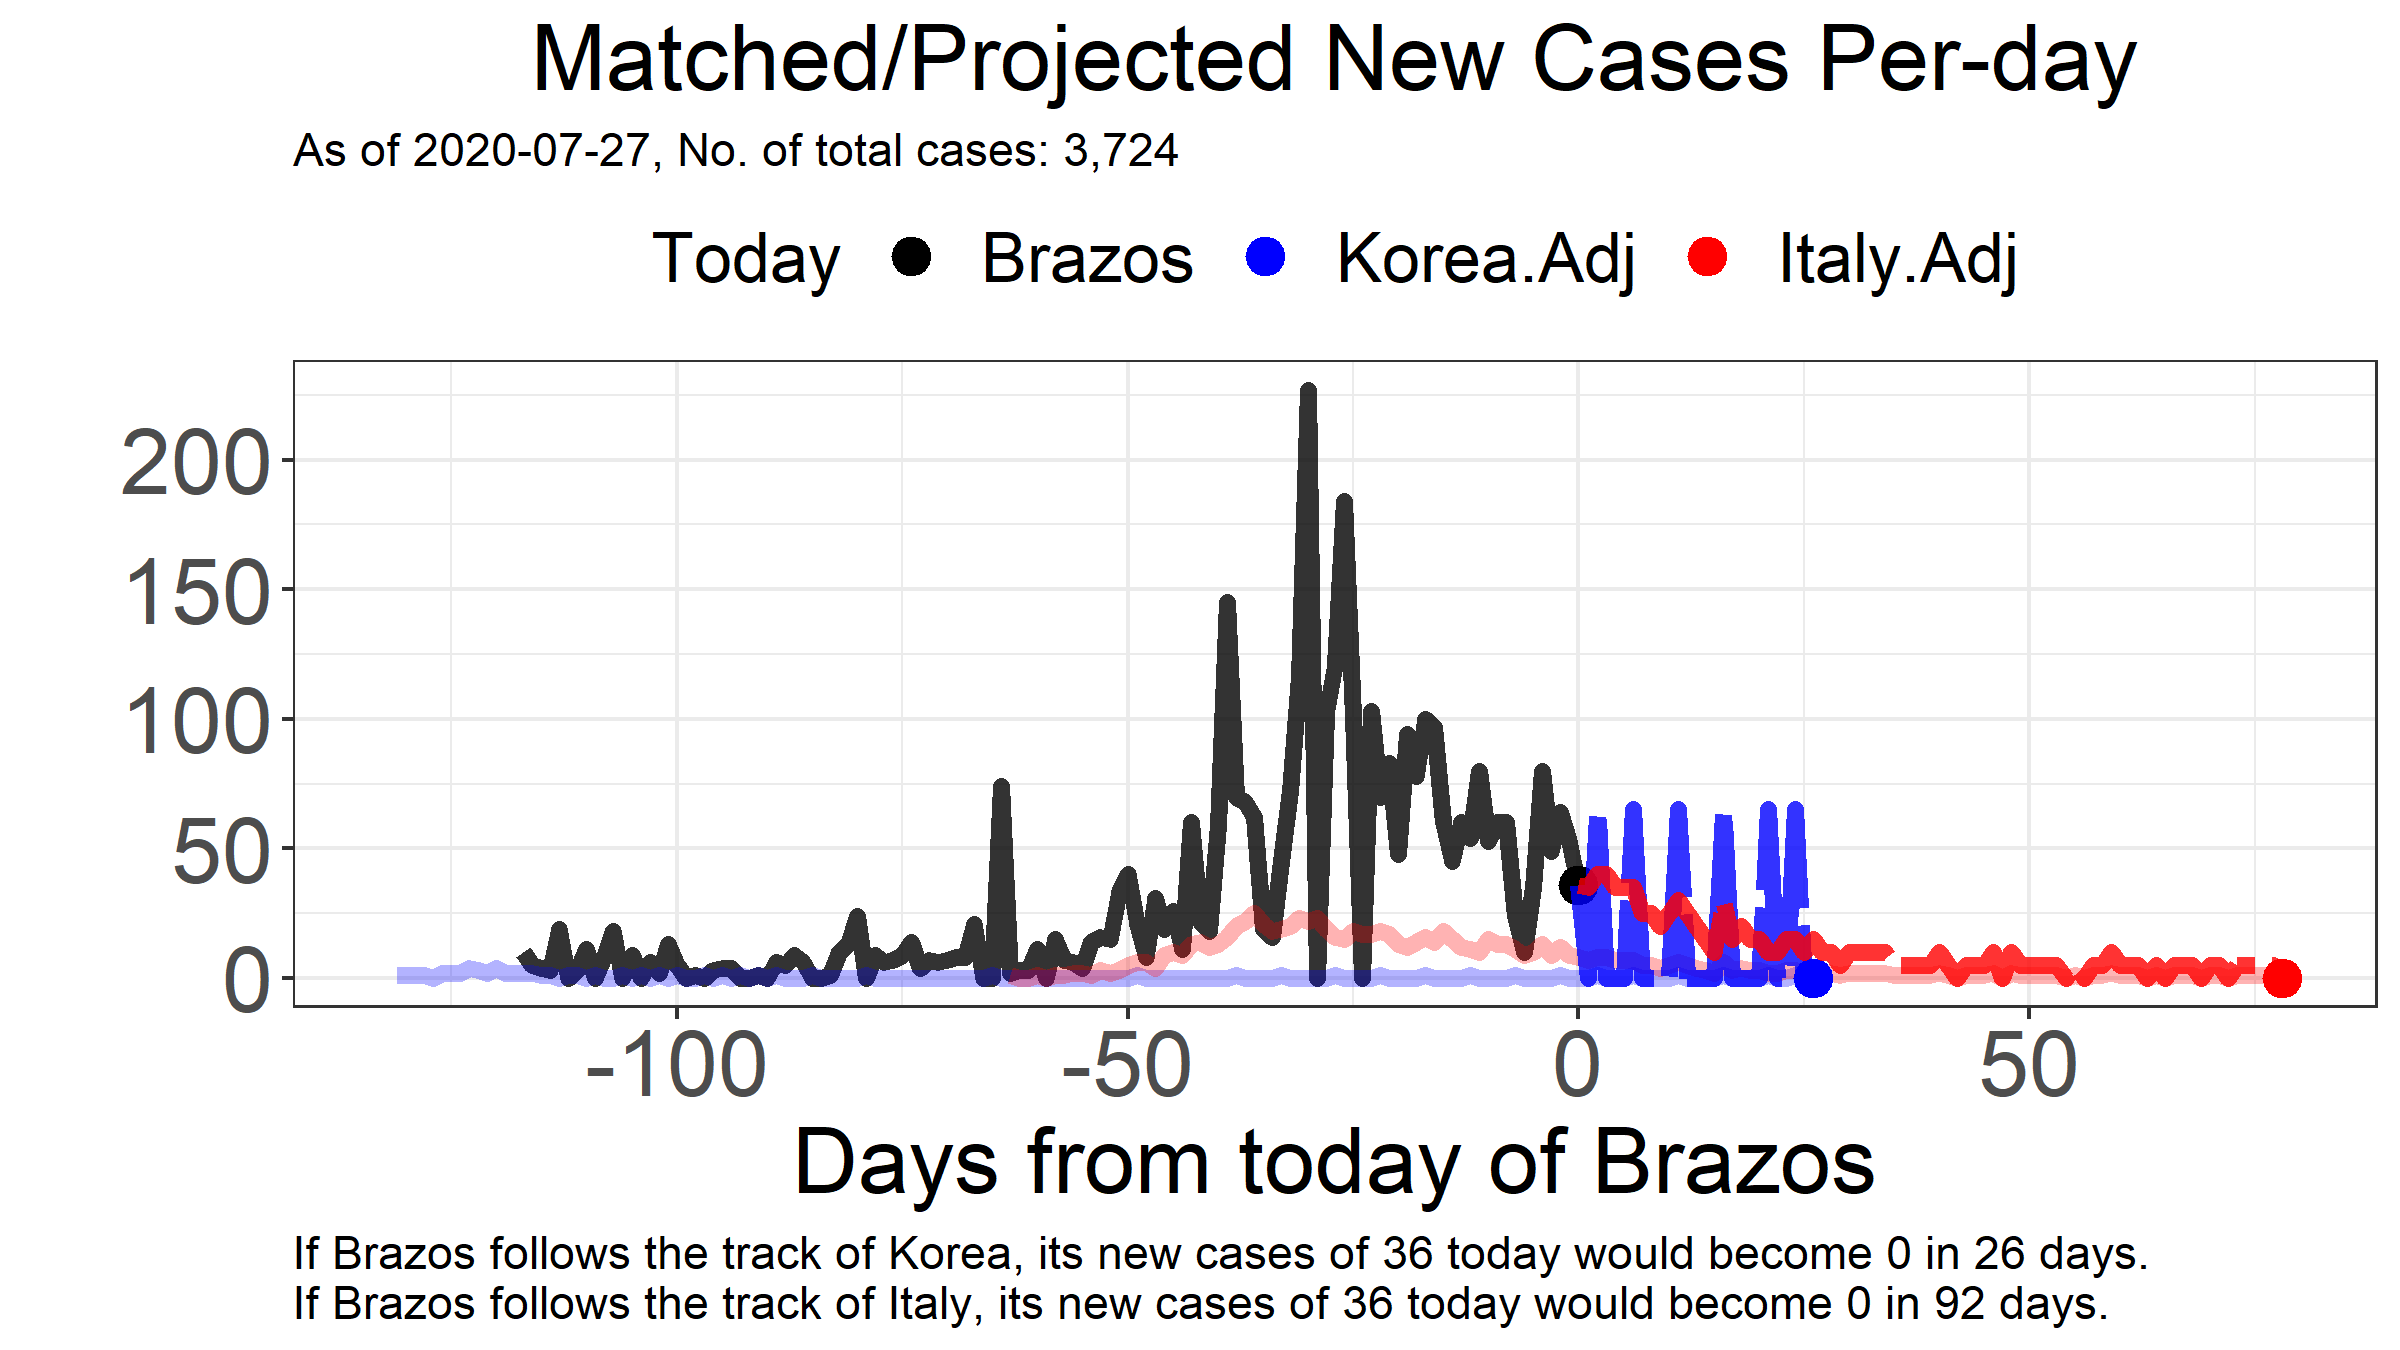 Matched/Projected New Cases Per-day
As of 2020-07-27, No. of total cases: 3,724
Today Brazos Korea.Adj Italy.Adj
200
150
100
50
0
-100 -50 0 50
Days from today of Brazos
If Brazos follows the track of Korea, its new cases of 36 today would become 0 in 26 days.
If Brazos follows the track of Italy, its new cases of 36 today would become 0 in 92 days.